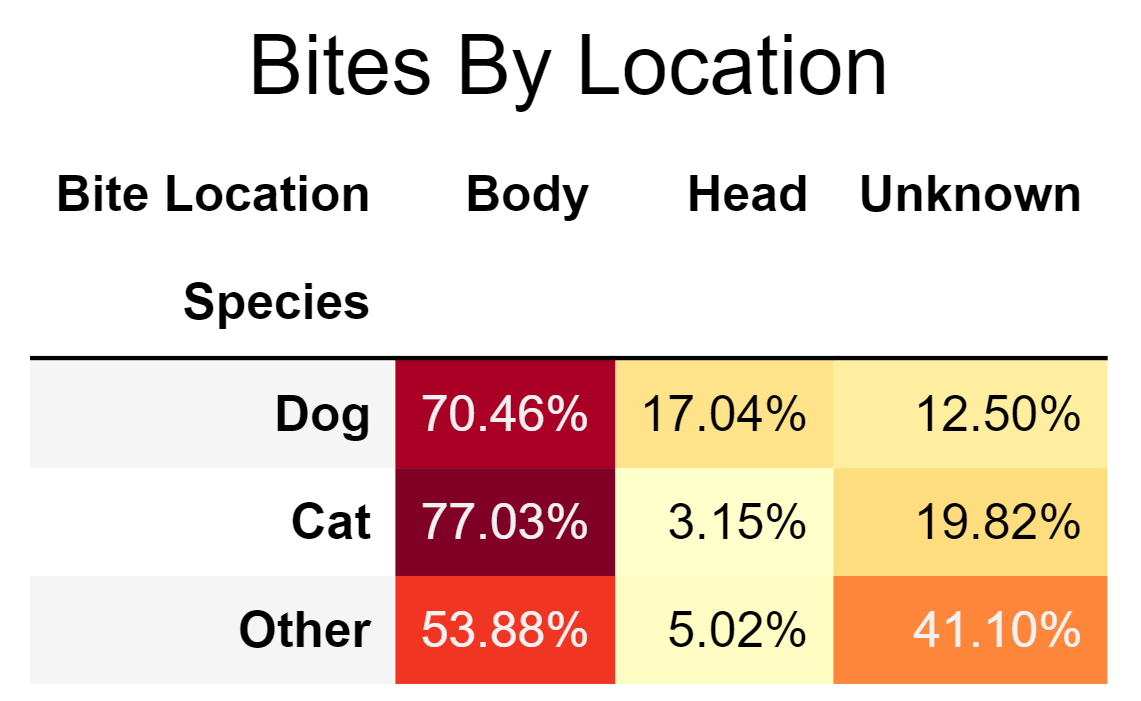 Bites By Location
Bite Location Body Head Unknown
Species
Dog 70.46% 17.04% 12.50%
Cat 77.03% 3.15% 19.82%
Other 53.88% 5.02% 41.10%